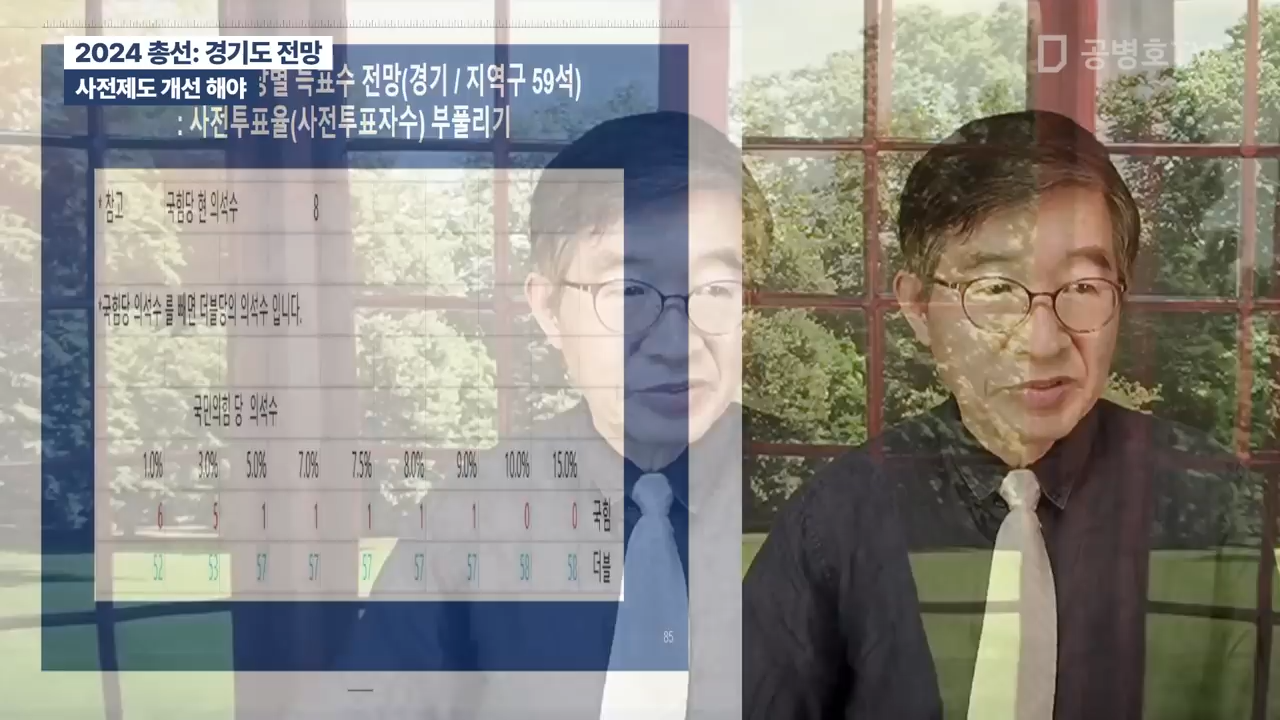 2024 총선: 경기도 전망
사전제도 개선 해야
득표수 전망(경기 / 지역구 59석)
: 사전투표율(사전투표자수) 부풀리기
공병호
* 참고 국힘당 현 의석수 8
*국힘당 의석수 를 빼면 더불당의 의석수 입니다.
국민의힘 당 의석수
1.0% 3.0% 5.0% 7.0% 7.5% 8.0% 9.0% 10.0% 15.0%
6 5 1 1 1 1 1 0 0 국힘
52 53 57 57 57 57 57 58 58 더불
85